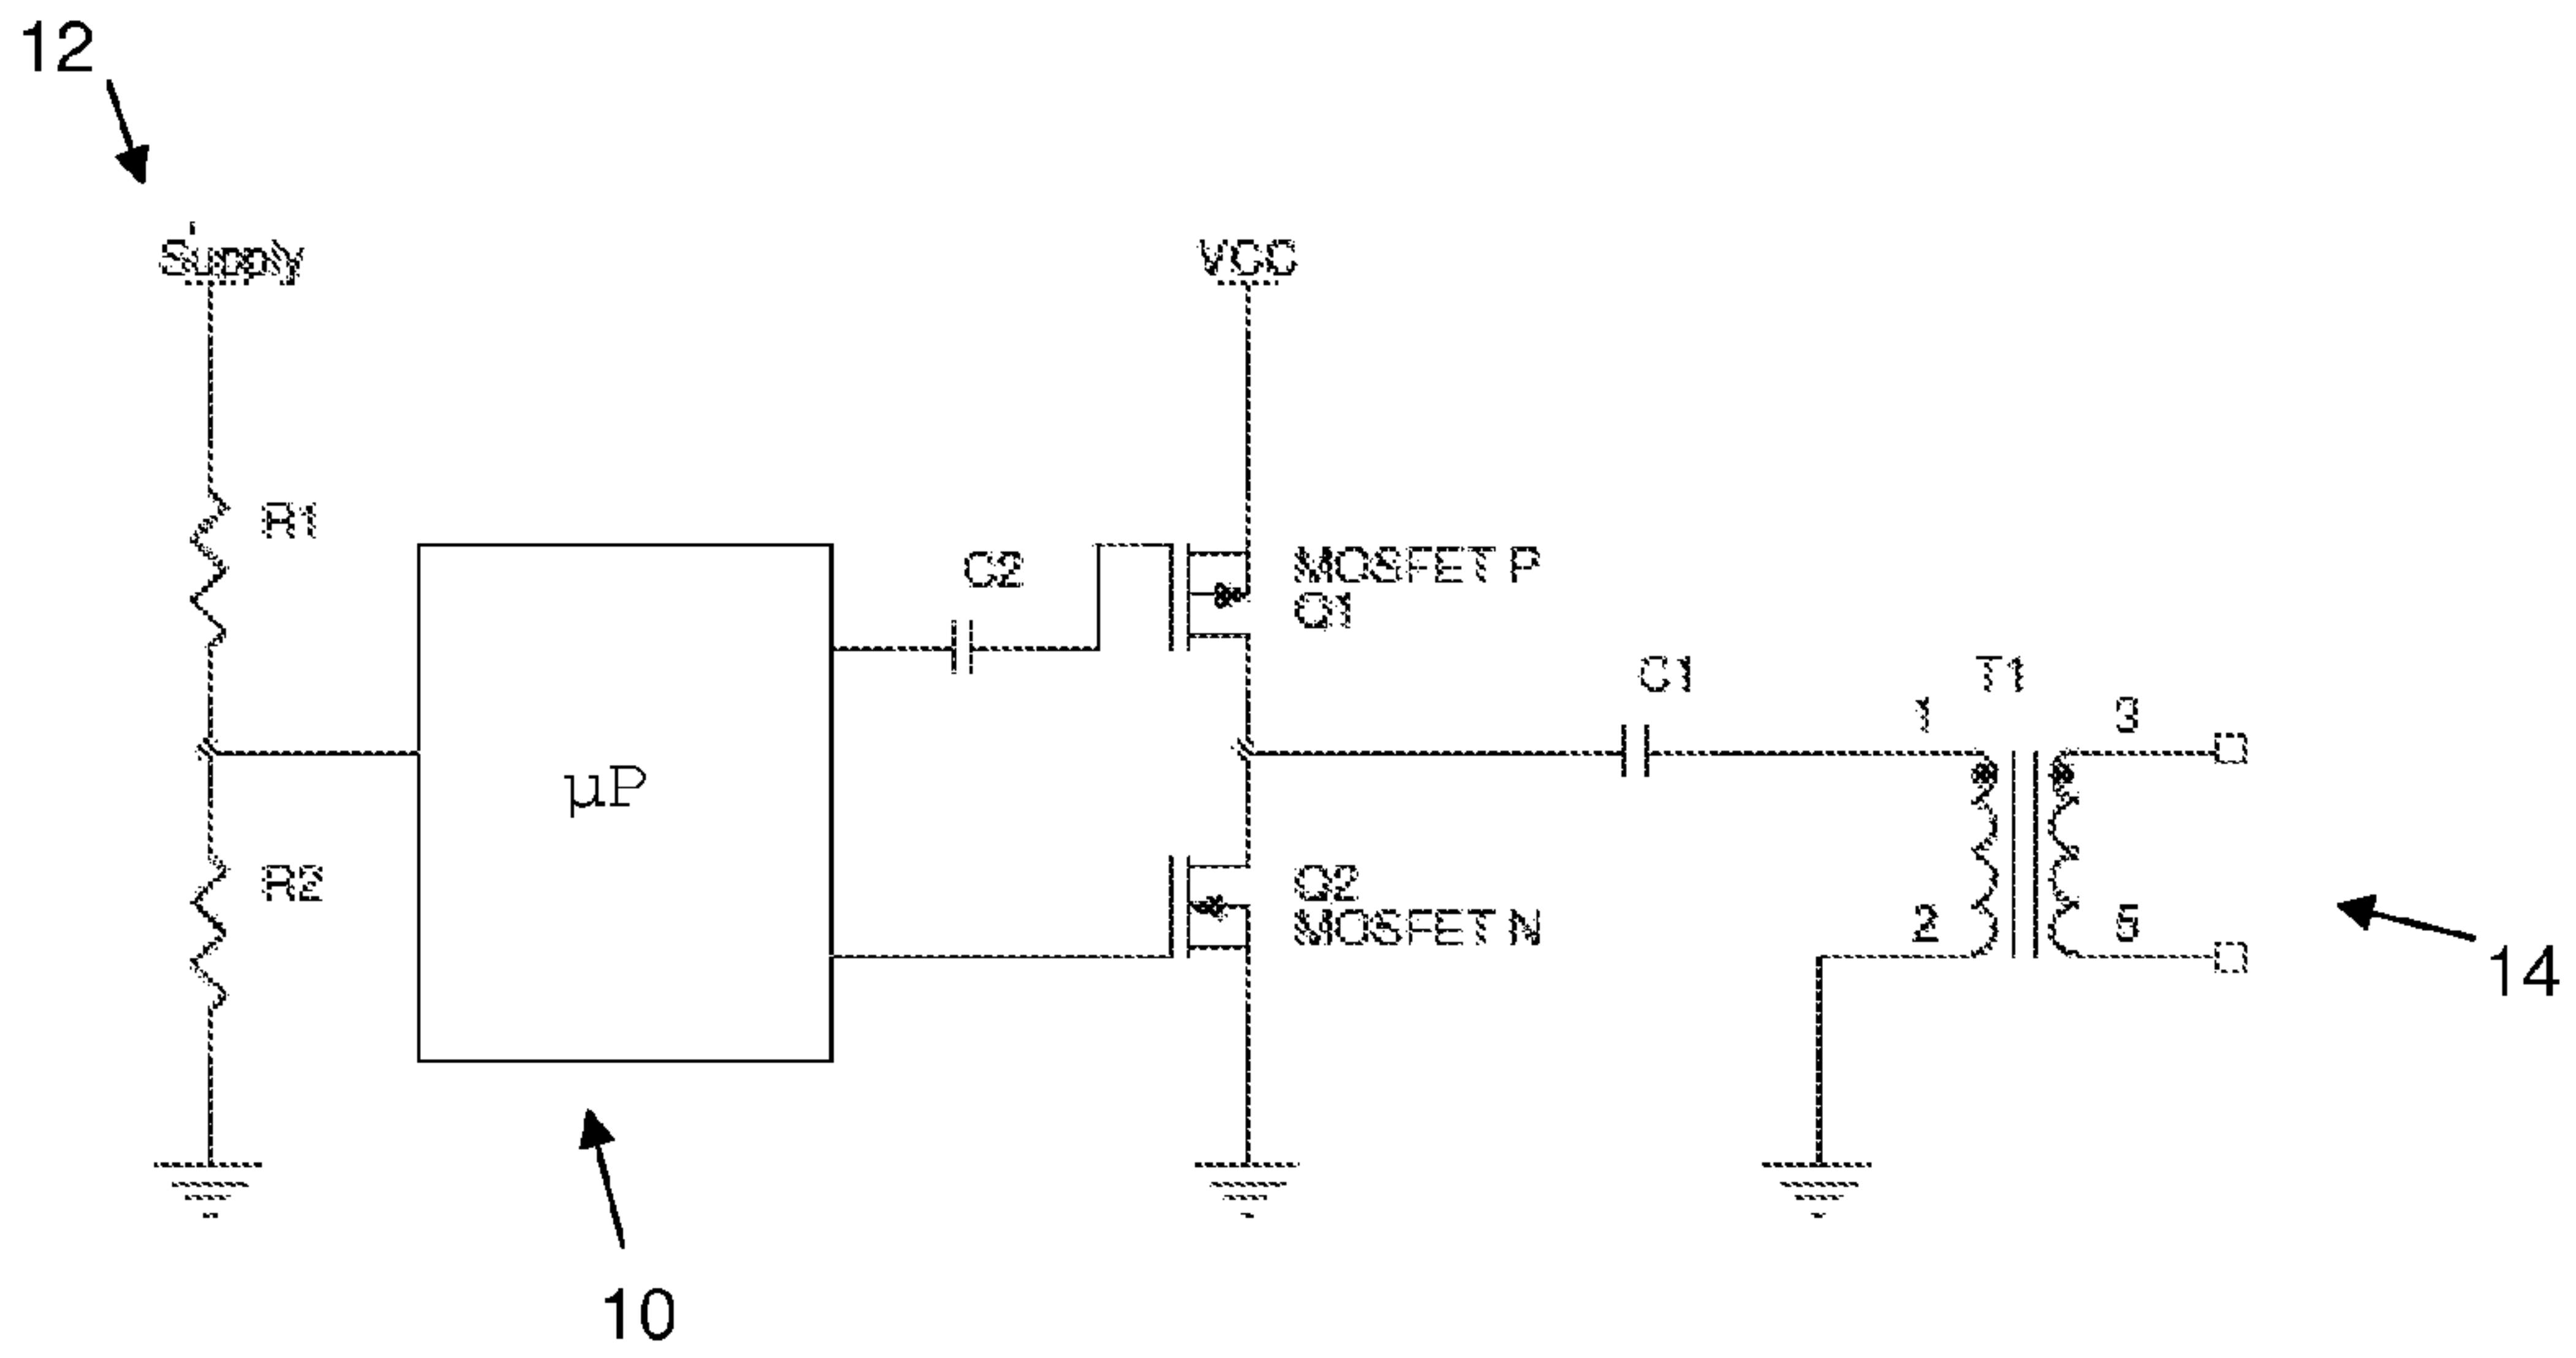 12
Supply
VCC
R1
C2
MOSFET P
Q1
C1
T1
1
3
µP
R2
Q2
MOSFET N
2
5
14
10